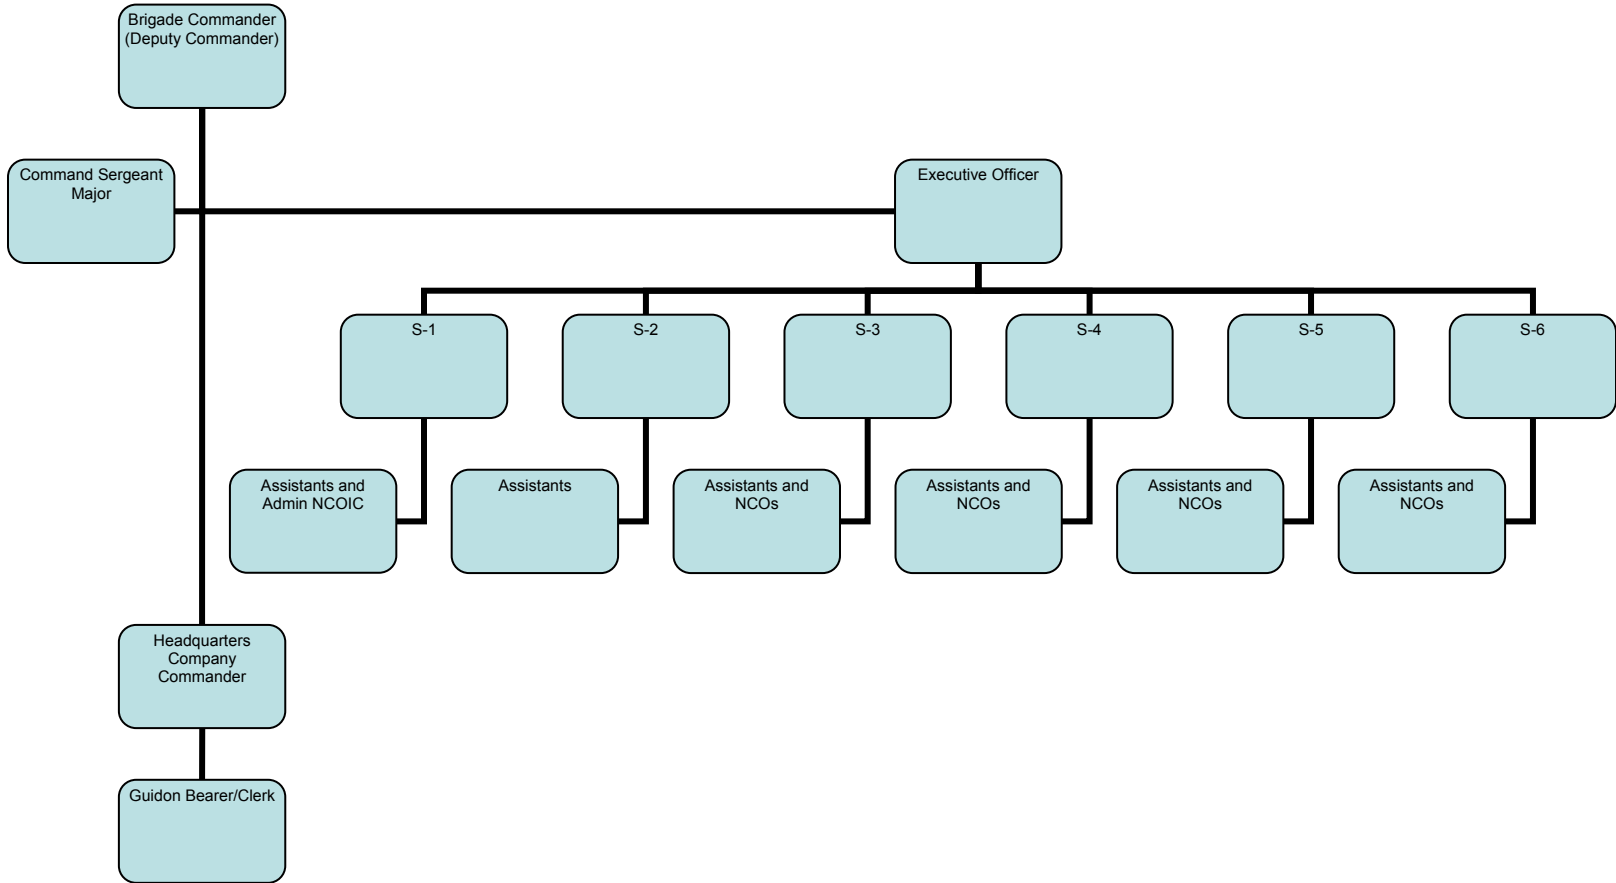 Brigade Commander
(Deputy Commander)
Command Sergeant
Major
Executive Officer
S-1
S-2
S-3
S-4
S-5
S-6
Assistants and
Admin NCOIC
Assistants
Assistants and
NCOs
Assistants and
NCOs
Assistants and
NCOs
Assistants and
NCOs
Headquarters
Company
Commander
Guidon Bearer/Clerk